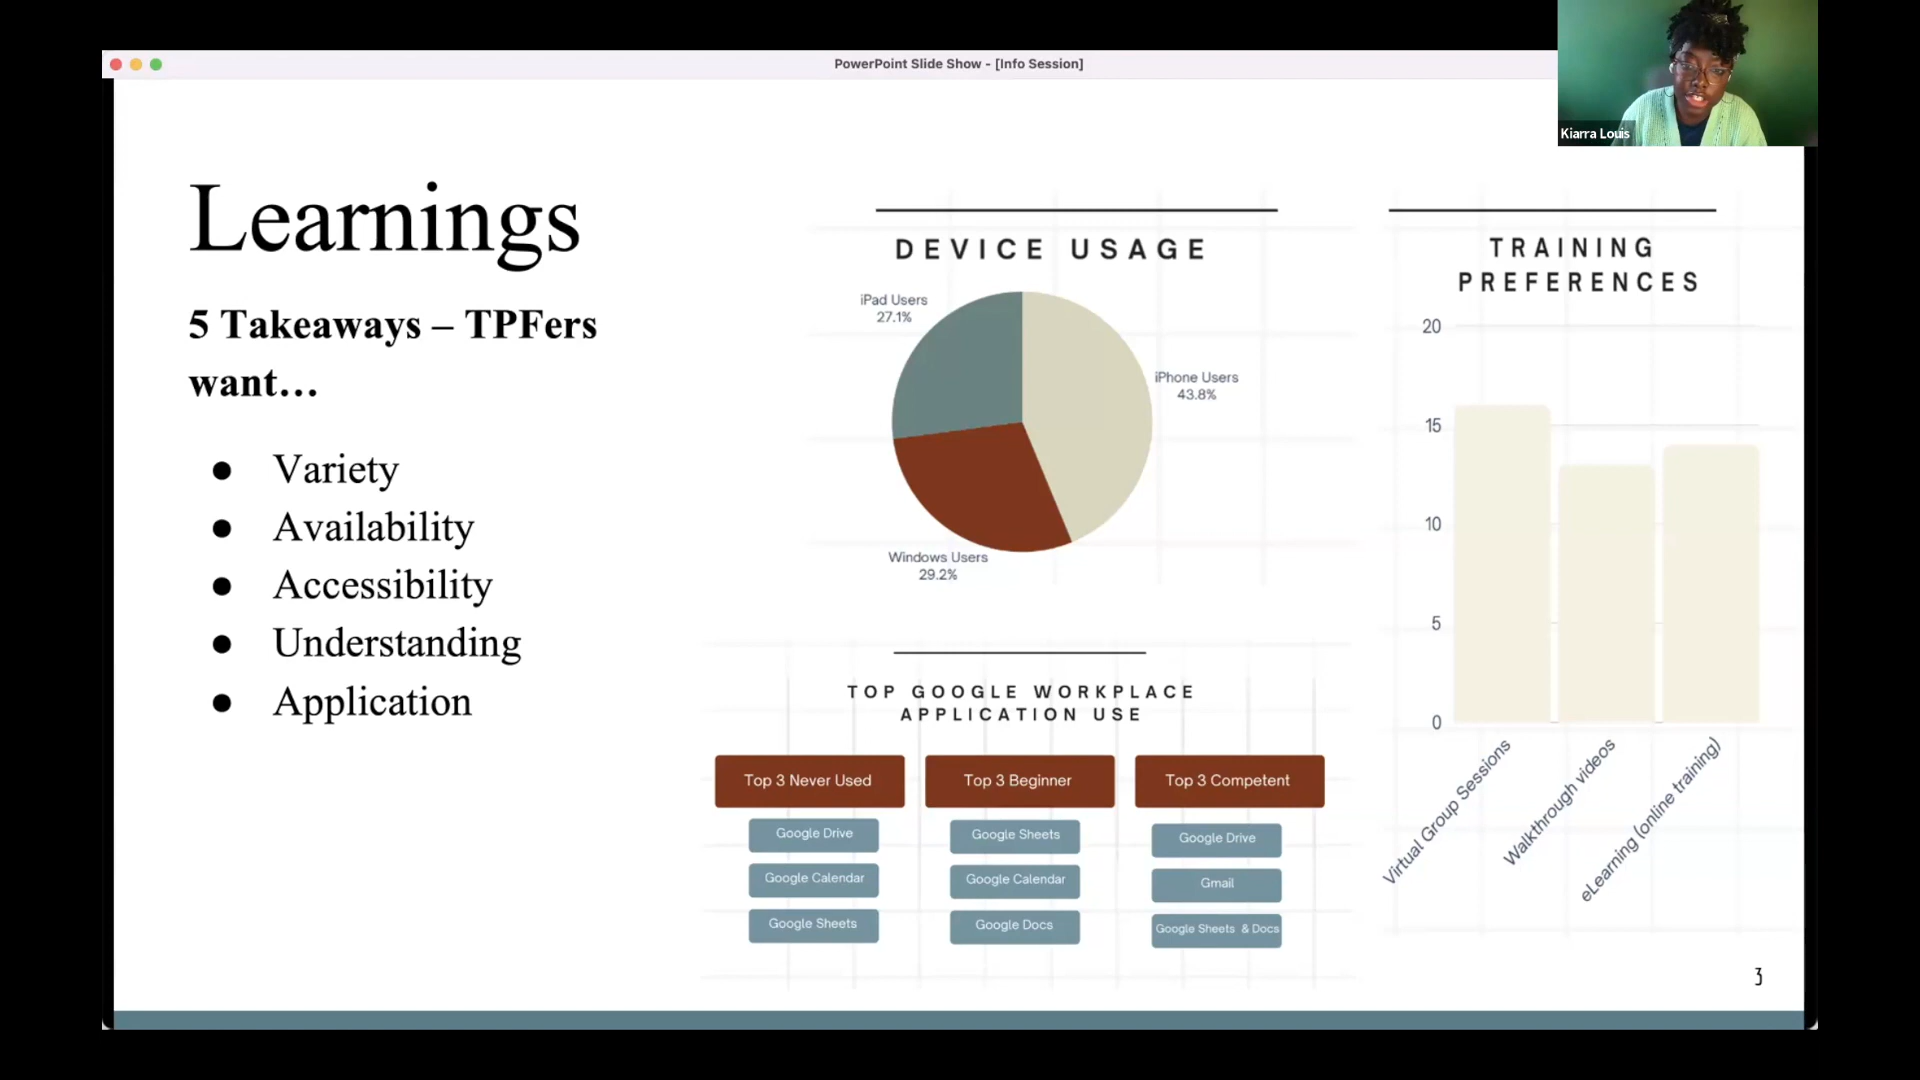 PowerPoint Slide Show - [Info Session]
Kiarra Louis
Learnings
5 Takeaways – TPFers
want…
● Variety
● Availability
● Accessibility
● Understanding
● Application
DEVICE USAGE
iPad Users
27.1%
iPhone Users
43.8%
Windows Users
29.2%
TRAINING
PREFERENCES
20
15
10
5
0
Virtual Group Sessions
Walkthrough videos
eLearning (online training)
TOP GOOGLE WORKPLACE
APPLICATION USE
Top 3 Never Used
Google Drive
Google Calendar
Google Sheets
Top 3 Beginner
Google Sheets
Google Calendar
Google Docs
Top 3 Competent
Google Drive
Gmail
Google Sheets & Docs
3